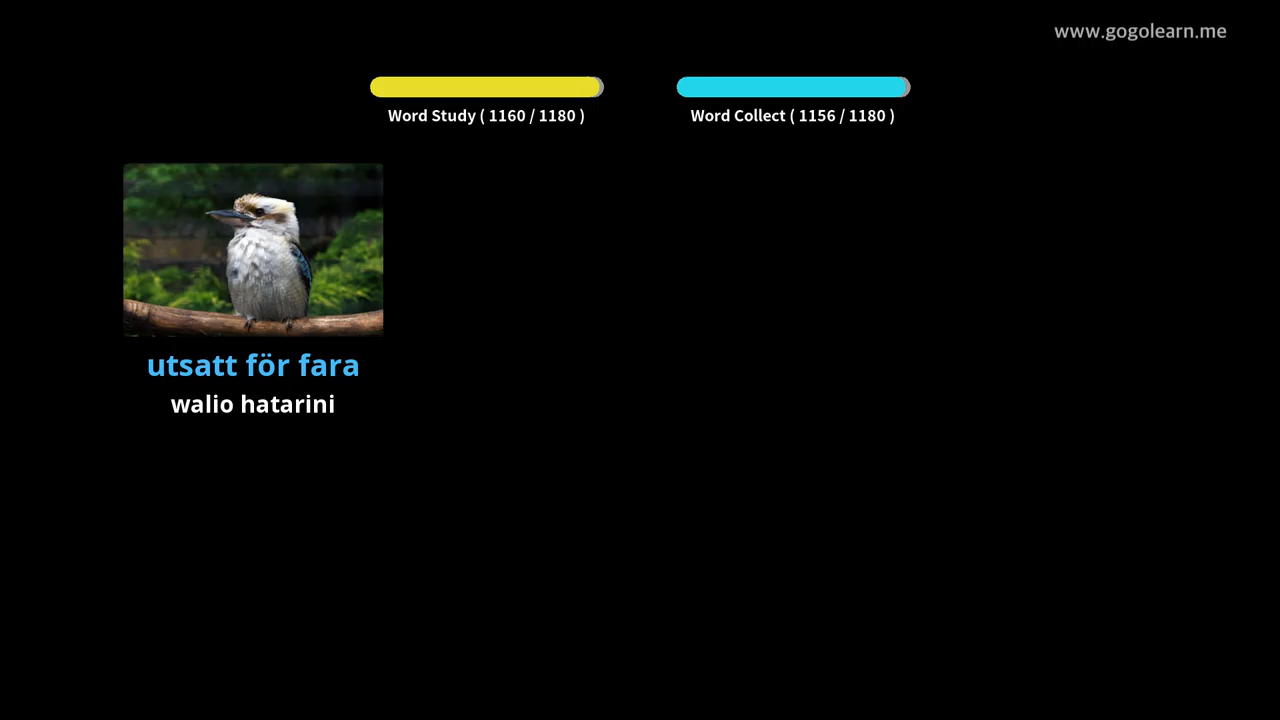 www.gogolearn.me
Word Study ( 1160 / 1180 )
Word Collect ( 1156 / 1180 )
utsatt för fara
walio hatarini